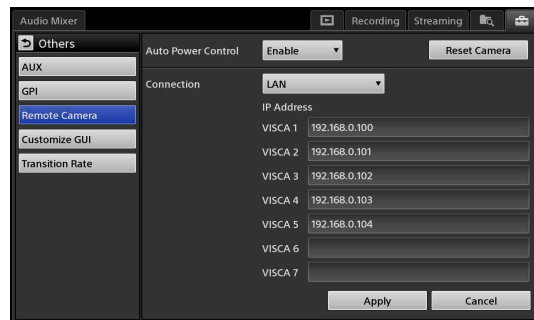 Audio Mixer
Recording
Streaming
Others
AUX
GPI
Remote Camera
Customize GUI
Transition Rate
Auto Power Control Enable Reset Camera
Connection LAN
IP Address
VISCA 1 192.168.0.100
VISCA 2 192.168.0.101
VISCA 3 192.168.0.102
VISCA 4 192.168.0.103
VISCA 5 192.168.0.104
VISCA 6
VISCA 7
Apply Cancel